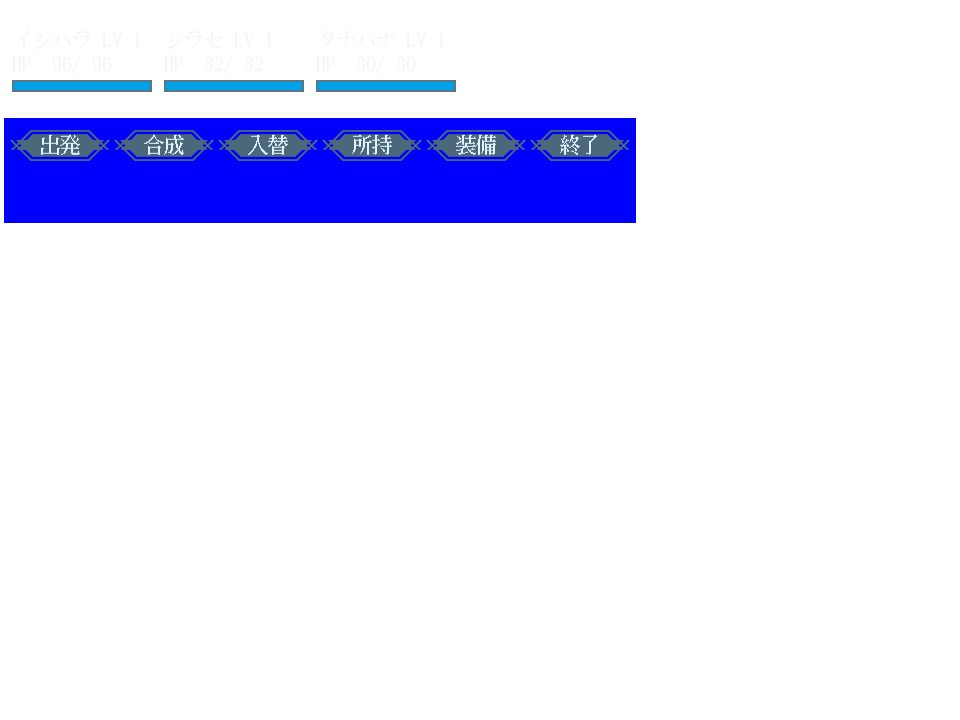 イシハラ LV 1 シラセ LV 1 タチバナ LV 1
HP 96/ 96 HP 82/ 82 HP 80/ 80
出発 合成 入替 所持 装備 終了